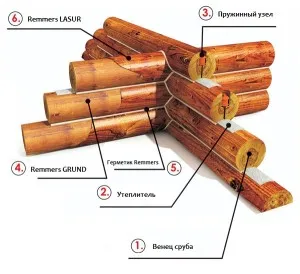 6. Remmers LASUR
3. Пружинный узел
4. Remmers GRUND
Герметик Remmers
5.
2. Утеплитель
1. Венец сруба